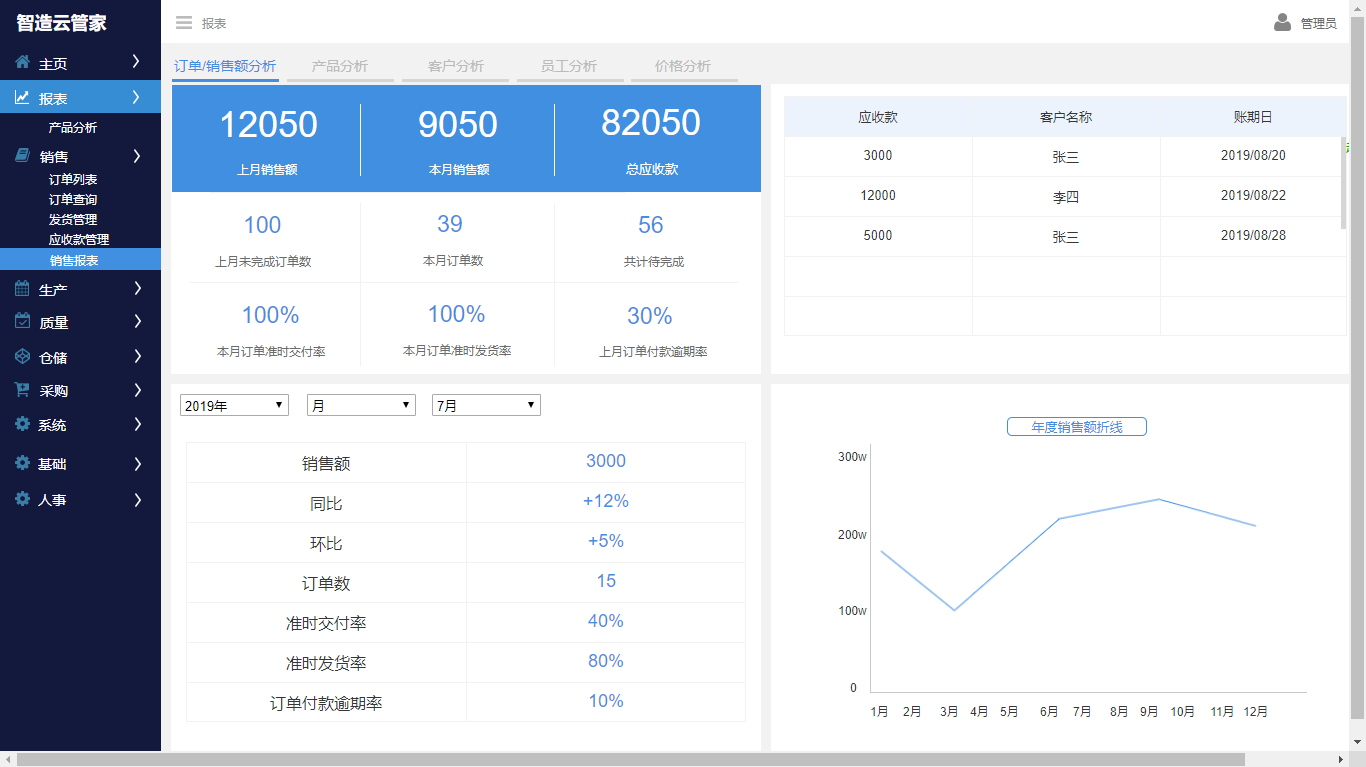 智造云管家
报表
管理员
主页
报表
产品分析
销售
订单列表
订单查询
发货管理
应收款管理
销售报表
生产
质量
仓储
采购
系统
基础
人事
订单/销售额分析
产品分析
客户分析
员工分析
价格分析
12050
上月销售额
9050
本月销售额
82050
总应收款
100
上月未完成订单数
39
本月订单数
56
共计待完成
100%
本月订单准时交付率
100%
本月订单准时发货率
30%
上月订单付款逾期率
应收款 客户名称 账期日
3000 张三 2019/08/20
12000 李四 2019/08/22
5000 张三 2019/08/28
2019年 月 7月
销售额 3000
同比 +12%
环比 +5%
订单数 15
准时交付率 40%
准时发货率 80%
订单付款逾期率 10%
年度销售额折线
300w
200w
100w
0
1月 2月 3月 4月 5月 6月 7月 8月 9月 10月 11月 12月